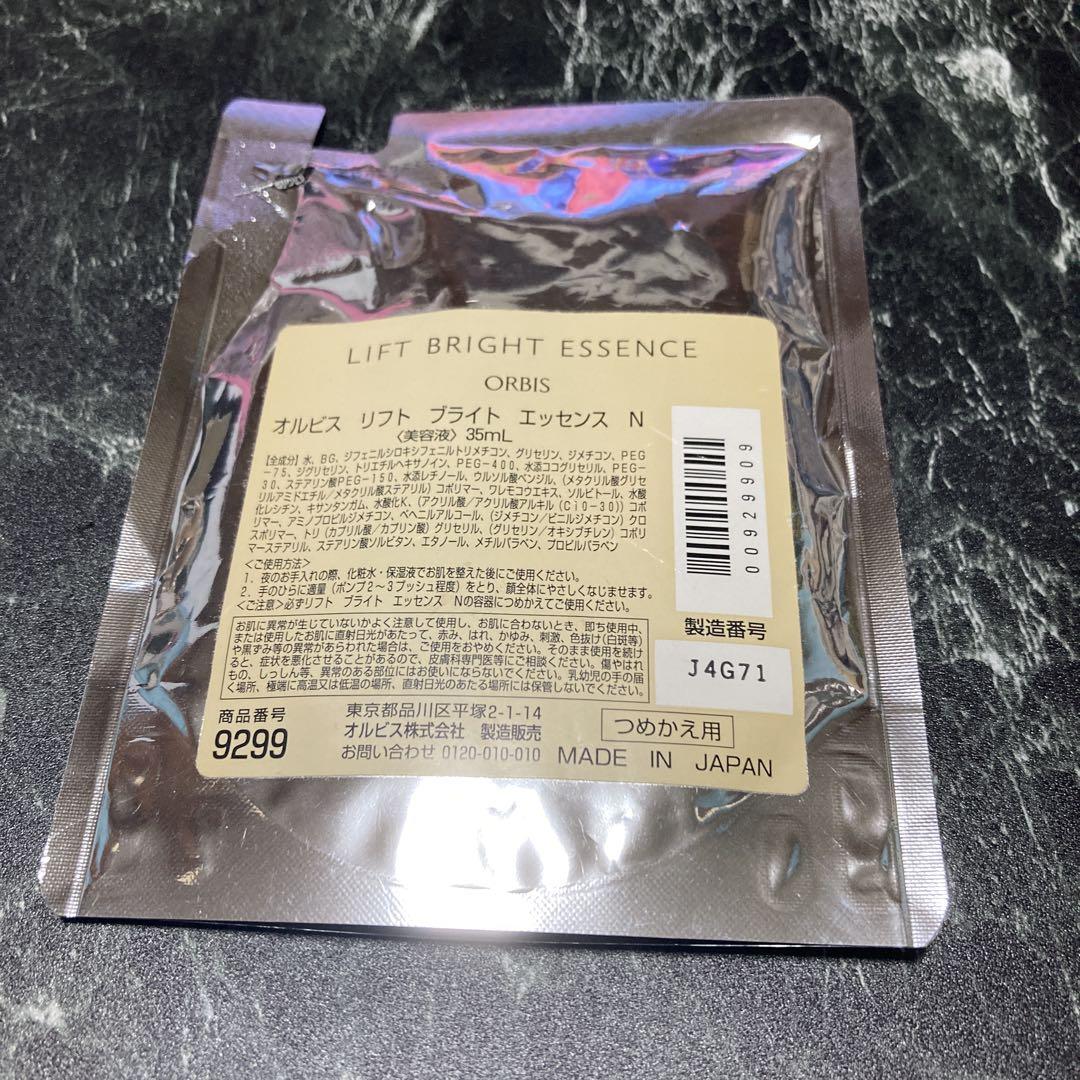 LIFT BRIGHT ESSENCE
ORBIS
オルビス リフト ブライト エッセンス N
〈美容液〉35mL
【全成分】水、BG、ジフェニルシロキシフェニルトリメチコン、グリセリン、ジメチコン、PEG
-75、ジグリセリン、トリエチルヘキサノイン、PEG-400、水添ココグリセリル、PEG-
30、ステアリン酸PEG-150、水添レチノール、ウルソル酸ベンジル、(メタクリル酸グリセ
リルアミドエチル/メタクリル酸ステアリル)コポリマー、ワレモコウエキス、ソルビトール、水酸
化レシチン、キサンタンガム、水酸化K、(アクリル酸/アクリル酸アルキル(C10-30))コポ
リマー、アミノプロピルジメチコン、ベヘニルアルコール、(ジメチコン/ビニルジメチコン)クロ
スポリマー、トリ(カプリル酸/カプリン酸)グリセリル、(グリセリン/オキシブチレン)コポリ
マーステアリル、ステアリン酸ソルビタン、エタノール、メチルパラベン、プロピルパラベン
<ご使用方法>
1. 夜のお手入れの際、化粧水・保湿液でお肌を整えた後にご使用ください。
2. 手のひらに適量(ポンプ2～3プッシュ程度)をとり、顔全体にやさしくなじませます。
<ご注意>必ずリフト ブライト エッセンス Nの容器につめかえてご使用ください。
お肌に異常が生じていないかよく注意して使用し、お肌に合わないとき、即ち使用中、
または使用したお肌に直射日光があたって、赤み、はれ、かゆみ、刺激、色抜け(白斑等)
や黒ずみ等の異常があらわれた場合は、ご使用をおやめください。そのまま使用を続け
ると、症状を悪化させることがあるので、皮膚科専門医等にご相談ください。傷やはれ
もの、しっしん等、異常のある部位にはお使いにならないでください。乳幼児の手の届
く場所、極端に高温又は低温の場所、直射日光のあたる場所には保管しないでください。
00929909
製造番号
J4G71
商品番号
9299
東京都品川区平塚2-1-14
オルビス株式会社 製造販売
お問い合わせ 0120-010-010
つめかえ用
MADE IN JAPAN